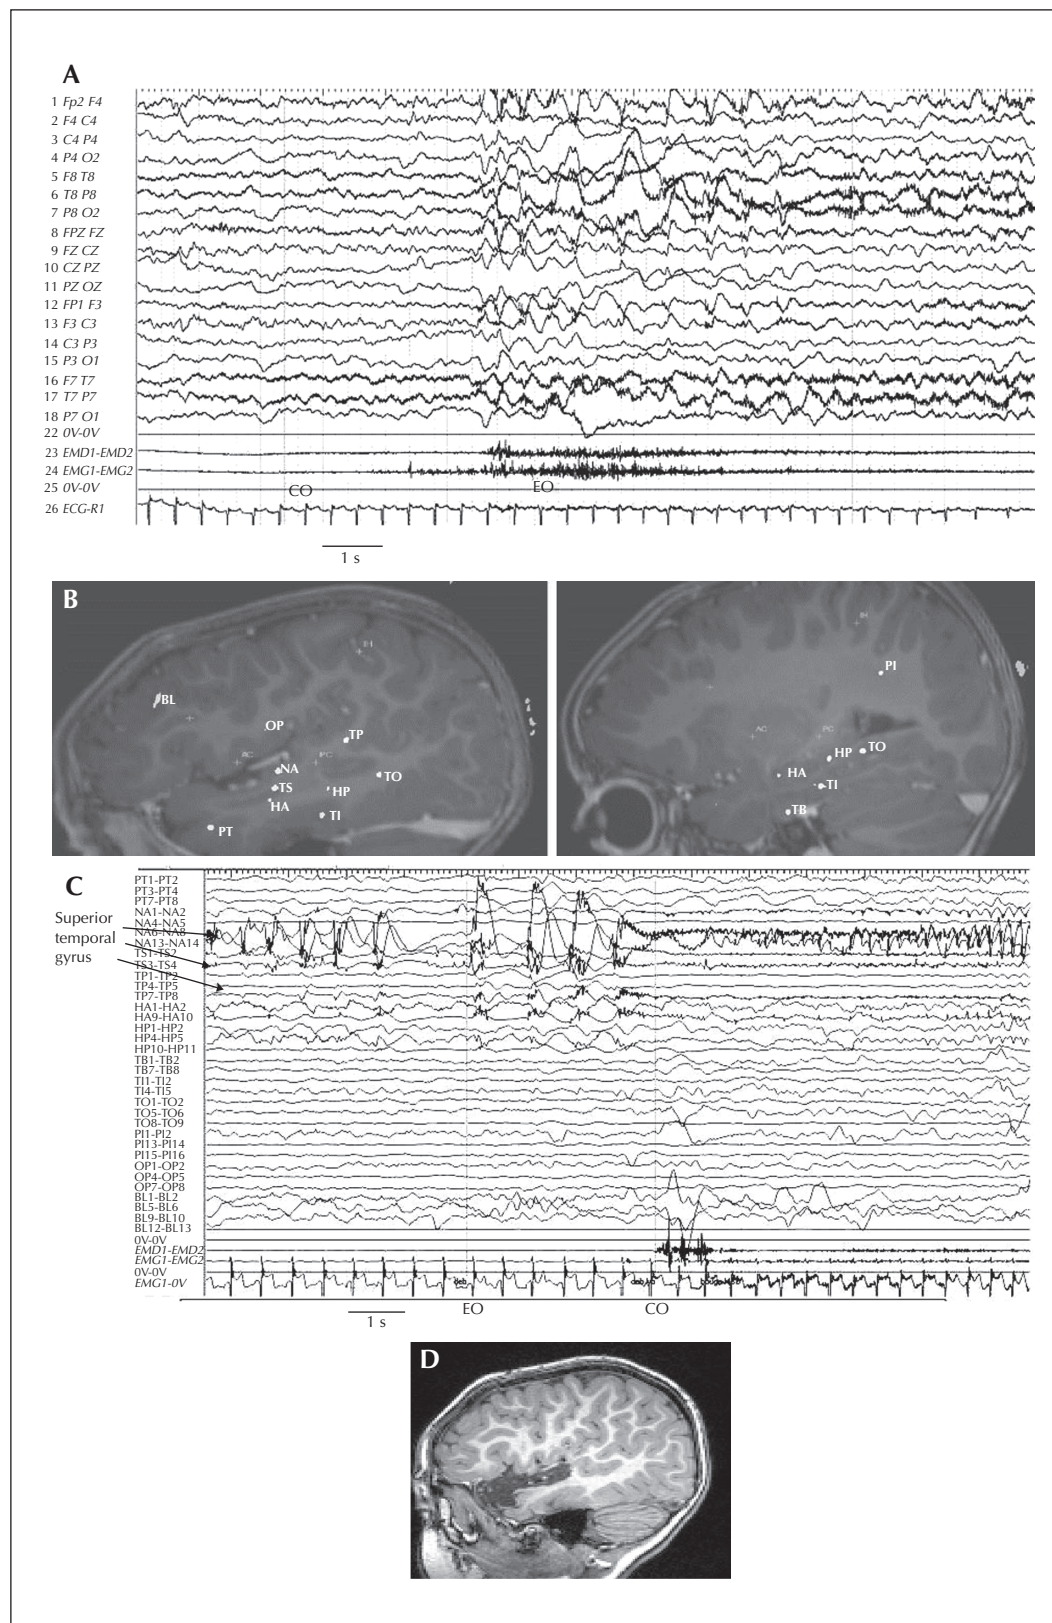 A
1 Fp2 F4
2 F4 C4
3 C4 P4
4 P4 O2
5 F8 T8
6 T8 P8
7 P8 O2
8 FPZ FZ
9 FZ CZ
10 CZ PZ
11 PZ OZ
12 FP1 F3
13 F3 C3
14 C3 P3
15 P3 O1
16 F7 T7
17 T7 P7
18 P7 O1
22 0V-0V
23 EMD1-EMD2
24 EMG1-EMG2
25 0V-0V
CO EO
26 ECG-R1
1 s
B
IH
BL
OP
TP
AC PC
NA
TO
TS
HP
HA
TI
PT
IH
PI
AC PC
TO
HP
HA
TI
TB
C
Superior
temporal
gyrus
PT1-PT2
PT3-PT4
PT7-PT8
NA1-NA2
NA4-NA5
NA6-NA8
NA13-NA14
TS1-TS2
TS3-TS4
TP1-TP2
TP4-TP5
TP7-TP8
HA1-HA2
HA9-HA10
HP1-HP2
HP4-HP5
HP10-HP11
TB1-TB2
TB7-TB8
TI1-TI2
TI4-TI5
TO1-TO2
TO5-TO6
TO8-TO9
PI1-PI2
PI13-PI14
PI15-PI16
OP1-OP2
OP4-OP5
OP7-OP8
BL1-BL2
BL5-BL6
BL9-BL10
BL12-BL13
0V-0V
EMD1-EMD2
EMG1-EMG2
0V-0V
EMG1-0V
EO CO
1 s
D